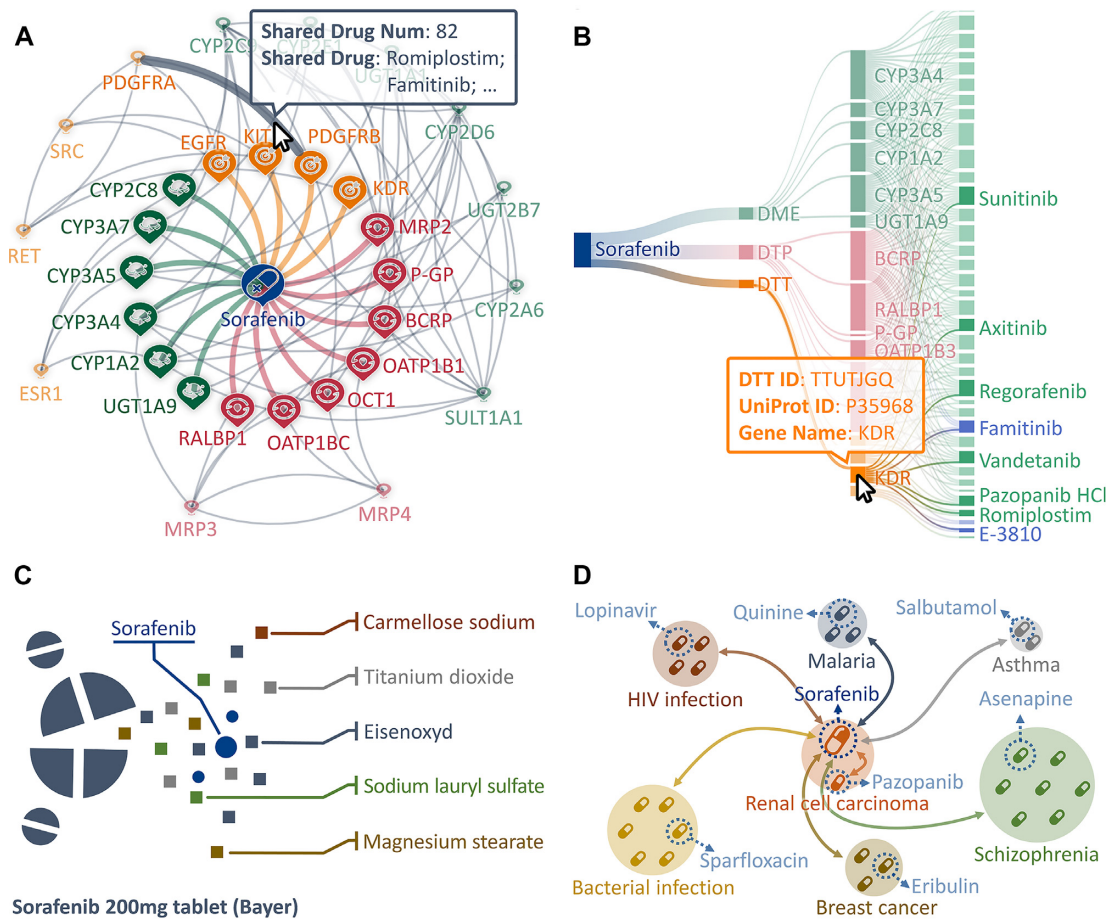 A
Shared Drug Num: 82
Shared Drug: Romiplostim;
Famitinib; ...
CYP2C9
CYP2E1
UGT1A1
PDGFRA
CYP2D6
SRC
EGFR
KIT
PDGFRB
KDR
CYP2C8
UGT2B7
CYP3A7
MRP2
RET
CYP3A5
P-GP
CYP2A6
Sorafenib
CYP3A4
BCRP
CYP1A2
OATP1B1
ESR1
UGT1A9
OCT1
SULT1A1
RALBP1
OATP1BC
MRP3
MRP4
B
CYP3A4
CYP3A7
CYP2C8
CYP1A2
CYP3A5
Sunitinib
DME
UGT1A9
Sorafenib
DTP
BCRP
DTT
RALBP1
P-GP
Axitinib
OATP1B3
DTT ID: TTUTJGQ
UniProt ID: P35968
Gene Name: KDR
Regorafenib
Famitinib
Vandetanib
KDR
Pazopanib HCl
Romiplostim
E-3810
C
Sorafenib
Carmellose sodium
Titanium dioxide
Eisenoxyd
Sodium lauryl sulfate
Magnesium stearate
Sorafenib 200mg tablet (Bayer)
D
Lopinavir
Quinine
Salbutamol
Malaria
Asthma
HIV infection
Sorafenib
Asenapine
Pazopanib
Renal cell carcinoma
Sparfloxacin
Schizophrenia
Bacterial infection
Eribulin
Breast cancer